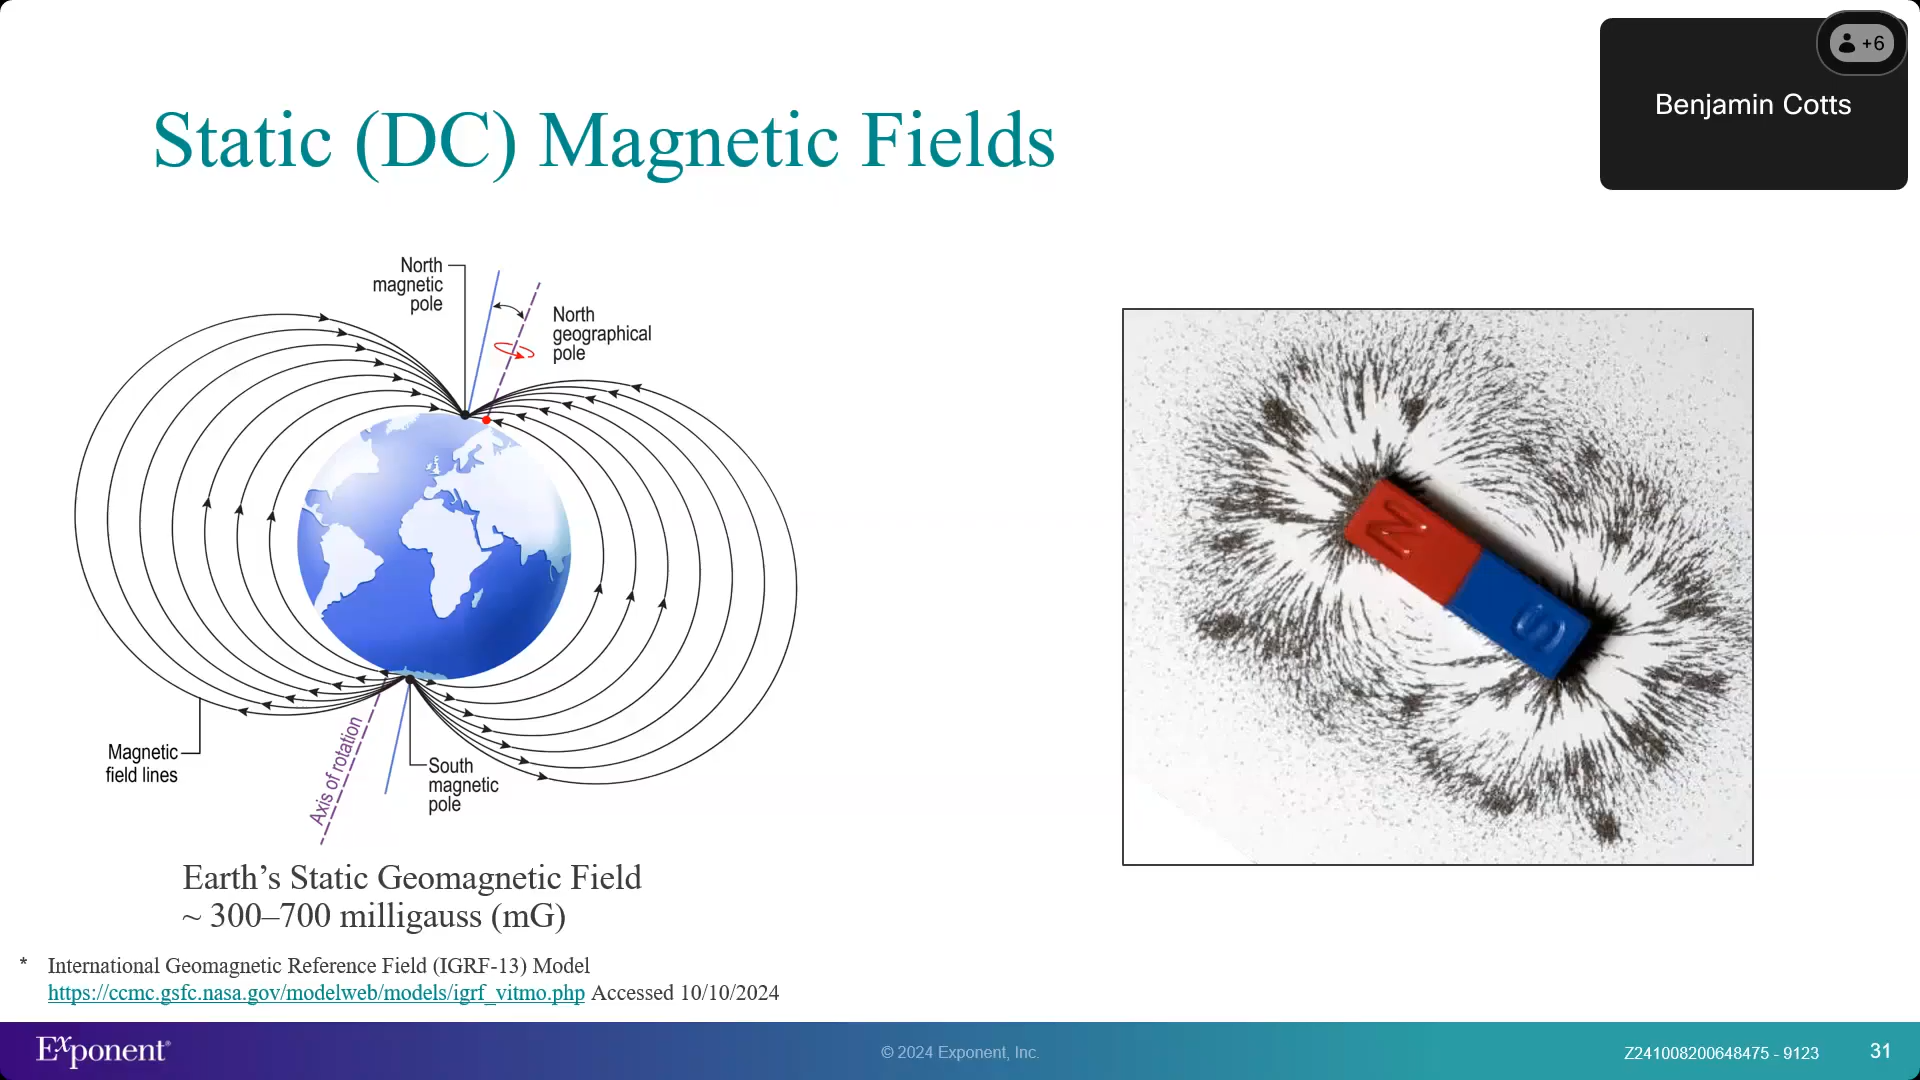 +6
Benjamin Cotts
Static (DC) Magnetic Fields
North
magnetic
pole
North
geographical
pole
Magnetic
field lines
Axis of rotation
South
magnetic
pole
N
S
Earth’s Static Geomagnetic Field
~ 300–700 milligauss (mG)
* International Geomagnetic Reference Field (IGRF-13) Model
https://ccmc.gsfc.nasa.gov/modelweb/models/igrf_vitmo.php Accessed 10/10/2024
Exponent®
© 2024 Exponent, Inc.
Z241008200648475 - 9123
31